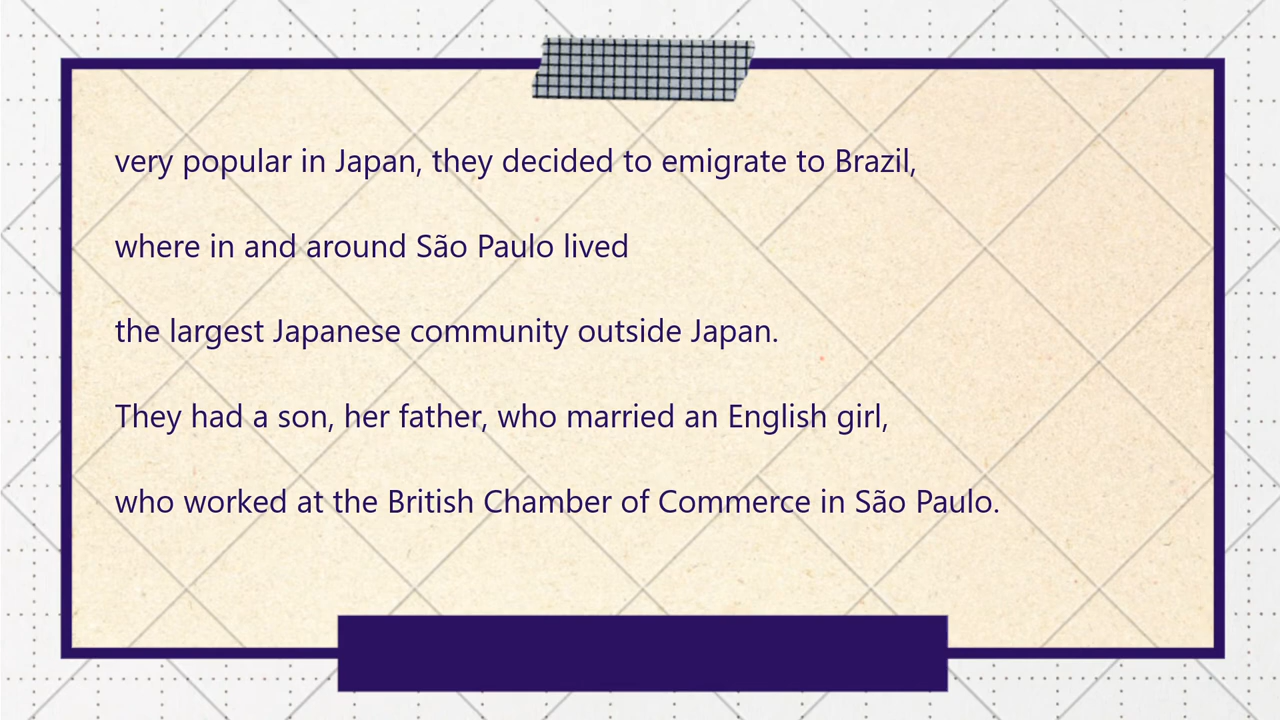 very popular in Japan, they decided to emigrate to Brazil,
where in and around São Paulo lived
the largest Japanese community outside Japan.
They had a son, her father, who married an English girl,
who worked at the British Chamber of Commerce in São Paulo.